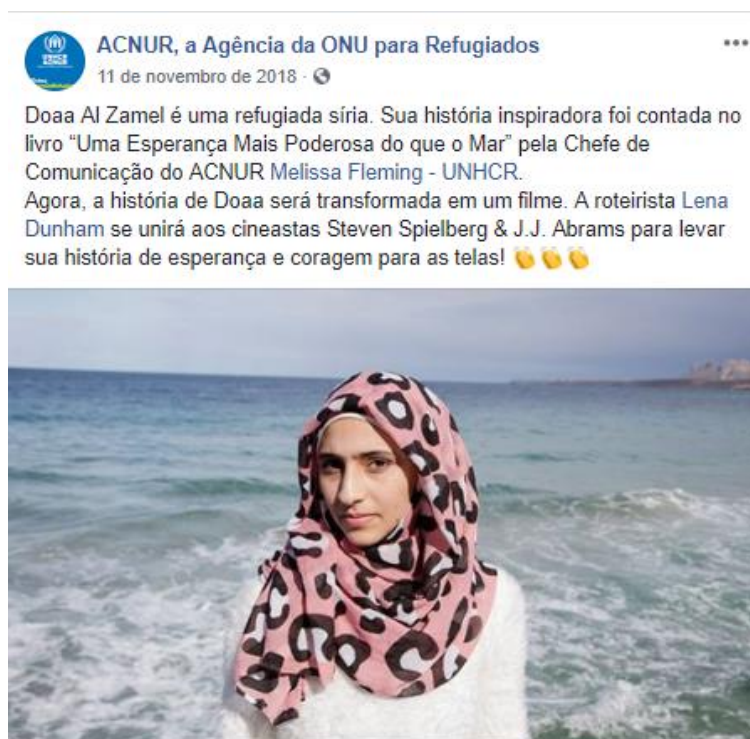 ACNUR, a Agência da ONU para Refugiados
11 de novembro de 2018 ·
Doaa Al Zamel é uma refugiada síria. Sua história inspiradora foi contada no
livro “Uma Esperança Mais Poderosa do que o Mar” pela Chefe de
Comunicação do ACNUR Melissa Fleming - UNHCR.
Agora, a história de Doaa será transformada em um filme. A roteirista Lena
Dunham se unirá aos cineastas Steven Spielberg & J.J. Abrams para levar
sua história de esperança e coragem para as telas! 👏👏👏